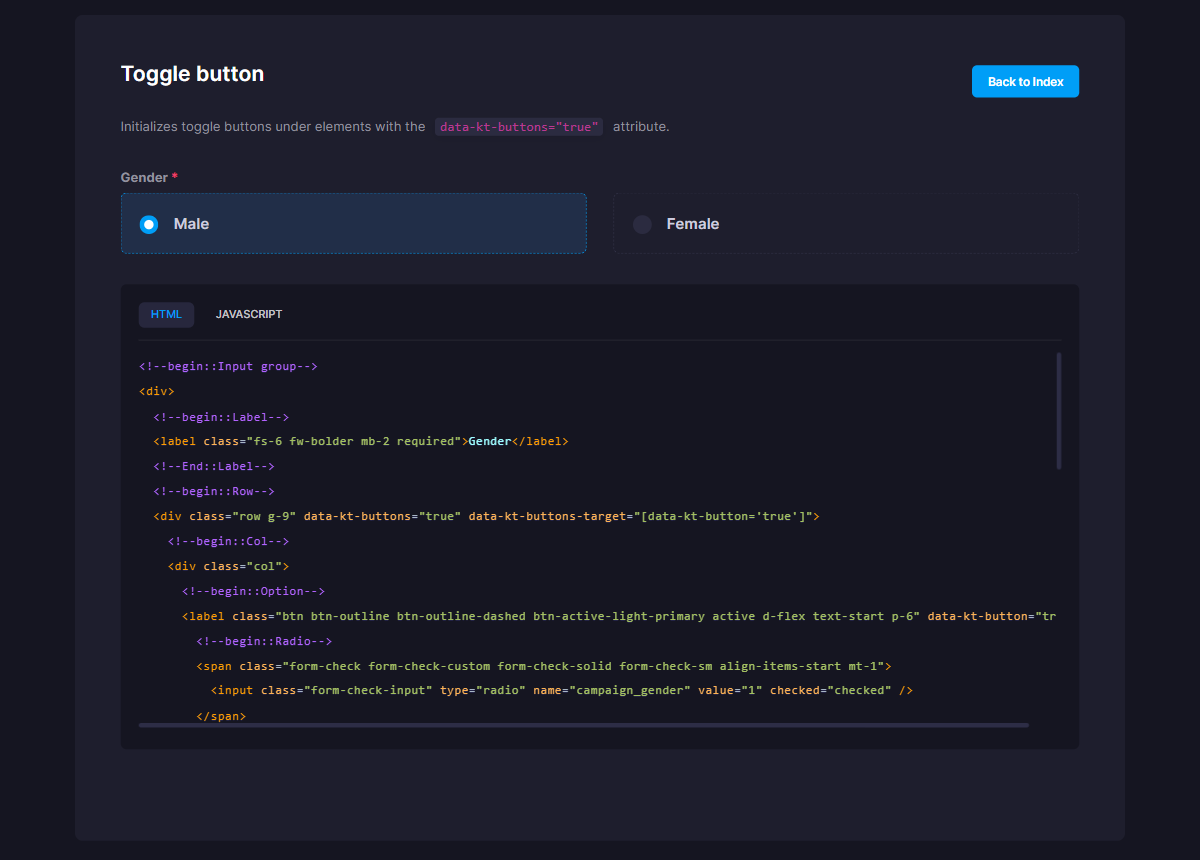 Toggle button
Back to Index
Initializes toggle buttons under elements with the data-kt-buttons="true" attribute.
Gender *
Male
Female
HTML JAVASCRIPT
<!--begin::Input group-->
<div>
<!--begin::Label-->
<label class="fs-6 fw-bolder mb-2 required">Gender</label>
<!--End::Label-->
<!--begin::Row-->
<div class="row g-9" data-kt-buttons="true" data-kt-buttons-target="[data-kt-button='true']">
<!--begin::Col-->
<div class="col">
<!--begin::Option-->
<label class="btn btn-outline btn-outline-dashed btn-active-light-primary active d-flex text-start p-6" data-kt-button="tr
<!--begin::Radio-->
<span class="form-check form-check-custom form-check-solid form-check-sm align-items-start mt-1">
<input class="form-check-input" type="radio" name="campaign_gender" value="1" checked="checked" />
</span>